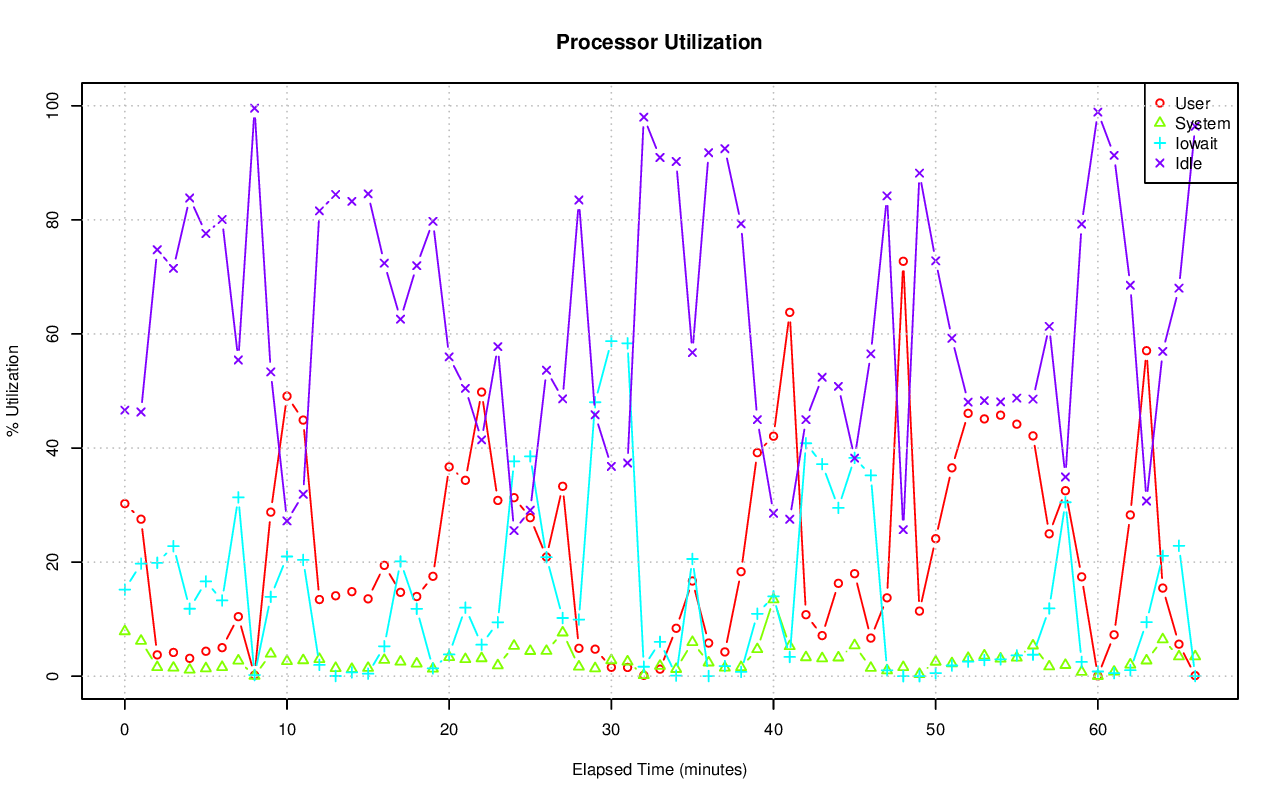 Processor Utilization
% Utilization
100
80
60
40
20
0
User
System
Iowait
Idle
0 10 20 30 40 50 60
Elapsed Time (minutes)